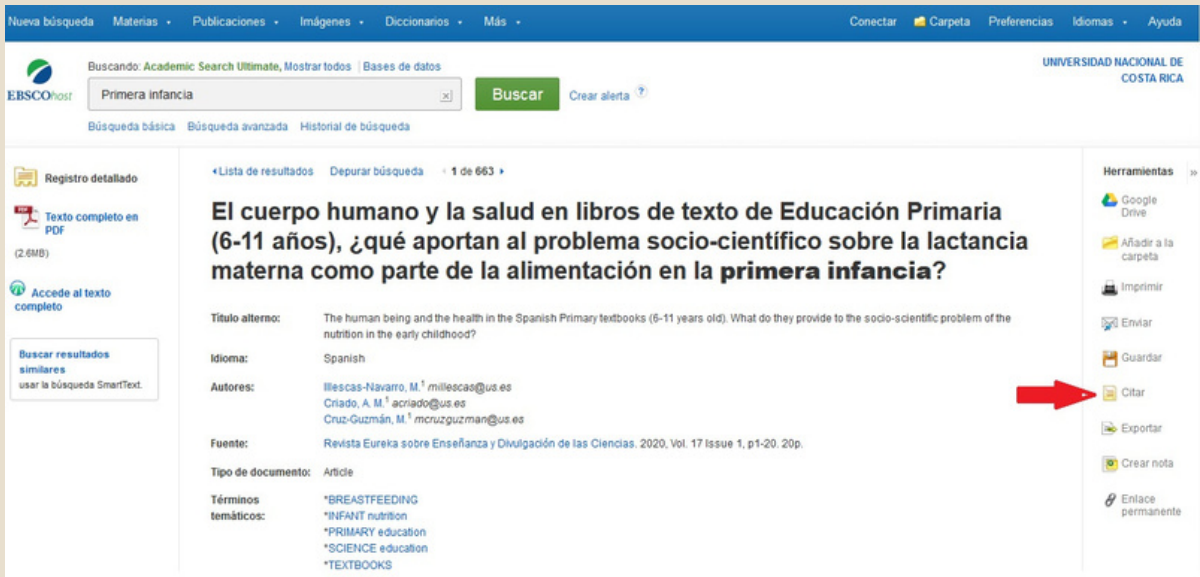 Nueva búsqueda Materias Publicaciones Imágenes Diccionarios Más Conectar Carpeta Preferencias Idiomas Ayuda
Buscando: Academic Search Ultimate, Mostrar todos | Bases de datos
UNIVERSIDAD NACIONAL DE
COSTA RICA
EBSCOhost
Primera infancia
x
Buscar
Crear alerta ?
Búsqueda básica Búsqueda avanzada Historial de búsqueda
Registro detallado
PDF
Texto completo en
PDF
(2.6MB)
Accede al texto
completo
Buscar resultados
similares
usar la búsqueda SmartText.
Lista de resultados Depurar búsqueda 1 de 663
El cuerpo humano y la salud en libros de texto de Educación Primaria
(6-11 años), ¿qué aportan al problema socio-científico sobre la lactancia
materna como parte de la alimentación en la primera infancia?
Título alterno: The human being and the health in the Spanish Primary textbooks (6-11 years old). What do they provide to the socio-scientific problem of the
nutrition in the early childhood?
Idioma: Spanish
Autores: Illescas-Navarro, M.¹ millescas@us.es
Criado, A. M.¹ acriado@us.es
Cruz-Guzmán, M.¹ mcruzguzman@us.es
Fuente: Revista Eureka sobre Enseñanza y Divulgación de las Ciencias. 2020, Vol. 17 Issue 1, p1-20. 20p.
Tipo de documento: Article
Términos
temáticos:
*BREASTFEEDING
*INFANT nutrition
*PRIMARY education
*SCIENCE education
*TEXTBOOKS
Herramientas »
Google
Drive
Añadir a la
carpeta
Imprimir
Enviar
Guardar
Citar
Exportar
Crear nota
Enlace
permanente